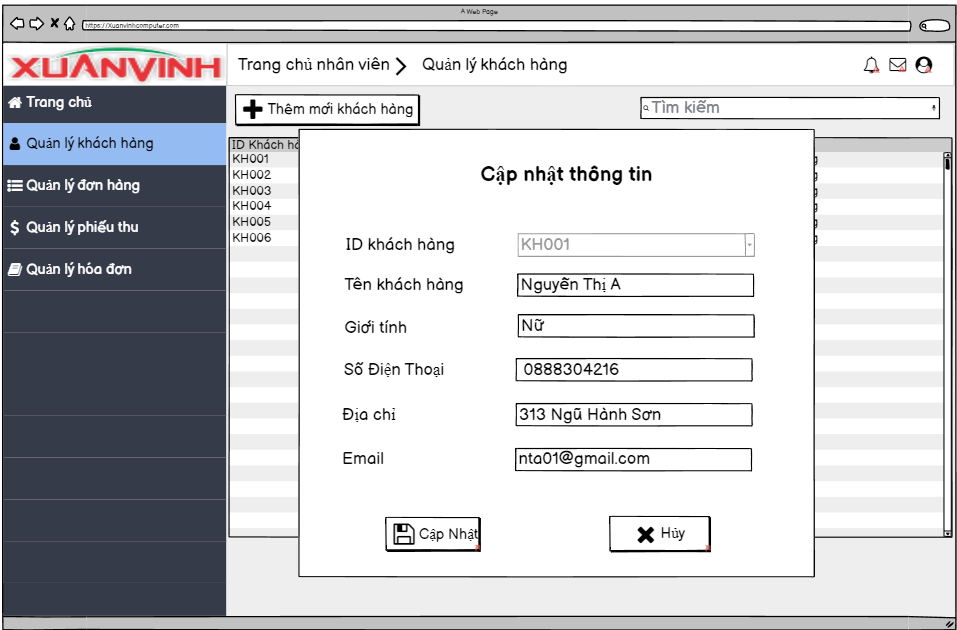 A Web Page
https://Xuanvinhcomputer.com
XUÂNVINH
Trang chủ nhân viên
Quản lý khách hàng
Trang chủ
Quản lý khách hàng
Quản lý đơn hàng
Quản lý phiếu thu
Quản lý hóa đơn
Thêm mới khách hàng
Tìm kiếm
ID Khách hà
KH001
KH002
KH003
KH004
KH005
KH006
Cập nhật thông tin
ID khách hàng
KH001
Tên khách hàng
Nguyễn Thị A
Giới tính
Nữ
Số Điện Thoại
0888304216
Địa chỉ
313 Ngũ Hành Sơn
Email
nta01@gmail.com
Cập Nhật
Hủy